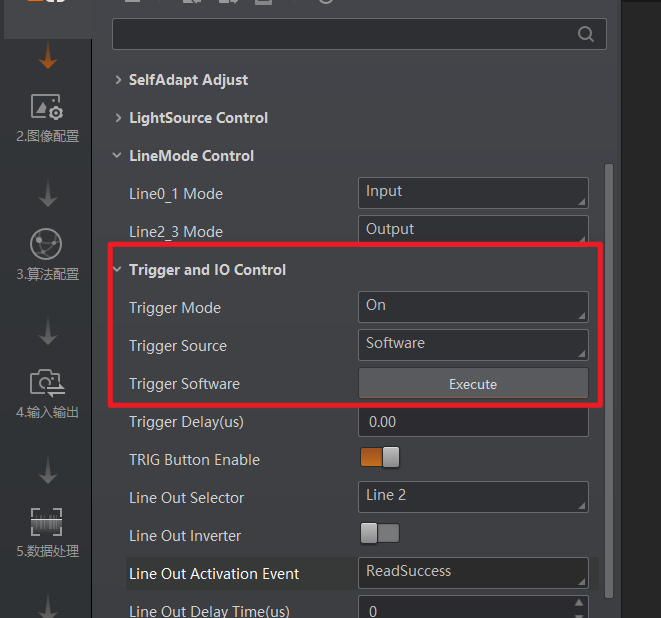 SelfAdapt Adjust
LightSource Control
2.图像配置
LineMode Control
Line0_1 Mode Input
Line2_3 Mode Output
3.算法配置
Trigger and IO Control
Trigger Mode On
Trigger Source Software
Trigger Software Execute
4.输入输出
Trigger Delay(us) 0.00
TRIG Button Enable
Line Out Selector Line 2
Line Out Inverter
5.数据处理
Line Out Activation Event ReadSuccess
Line Out Delay Time(us) 0